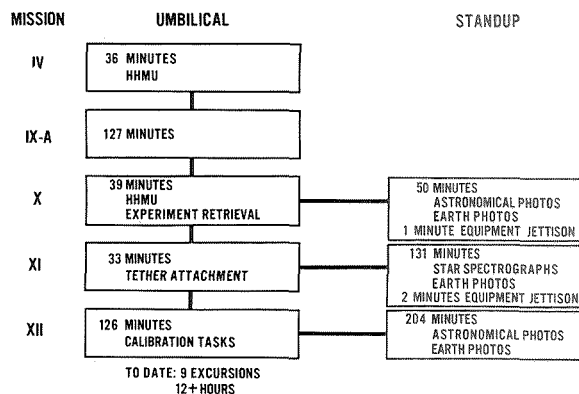 MISSION UMBILICAL STANDUP
IV
36 MINUTES
HHMU
IX-A
127 MINUTES
X
39 MINUTES
HHMU
EXPERIMENT RETRIEVAL
50 MINUTES
ASTRONOMICAL PHOTOS
EARTH PHOTOS
1 MINUTE EQUIPMENT JETTISON
XI
33 MINUTES
TETHER ATTACHMENT
131 MINUTES
STAR SPECTROGRAPHS
EARTH PHOTOS
2 MINUTES EQUIPMENT JETTISON
XII
126 MINUTES
CALIBRATION TASKS
204 MINUTES
ASTRONOMICAL PHOTOS
EARTH PHOTOS
TO DATE: 9 EXCURSIONS
12+ HOURS